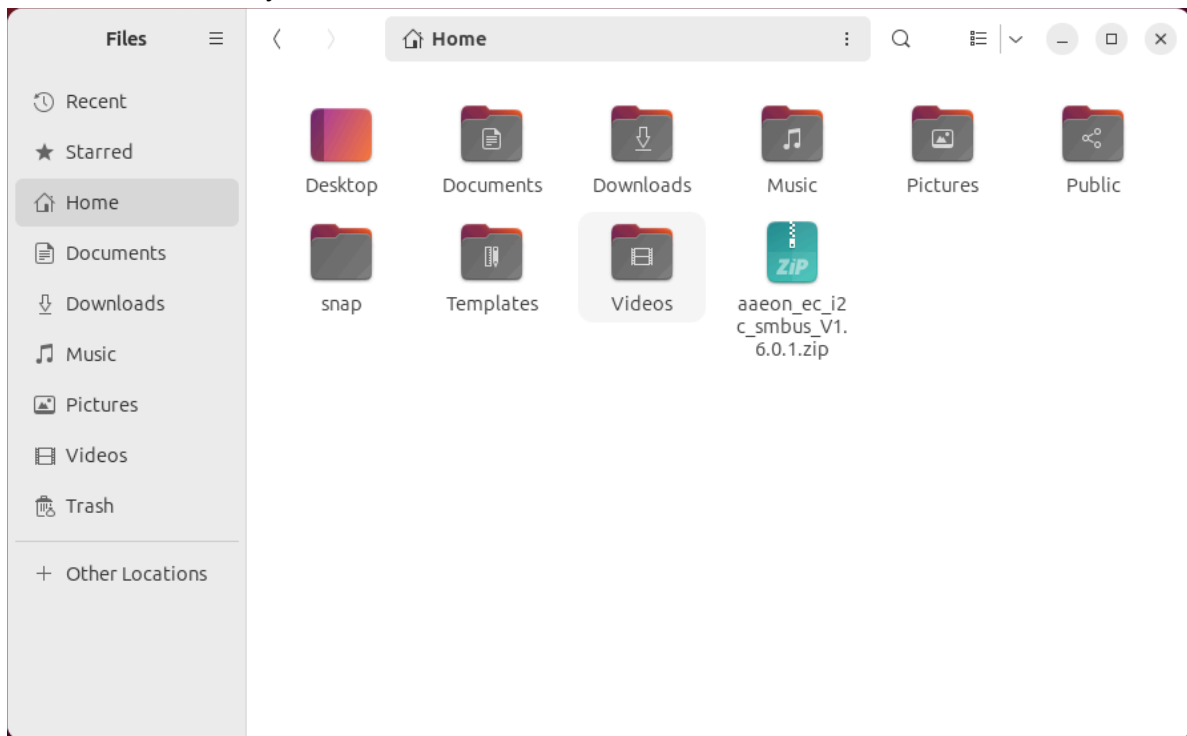 Files
Home
Recent
Starred
Home
Documents
Downloads
Music
Pictures
Videos
Trash
Other Locations
Desktop
Documents
Downloads
Music
Pictures
Public
snap
Templates
Videos
ZiP
aaeon_ec_i2
c_smbus_V1.
6.0.1.zip